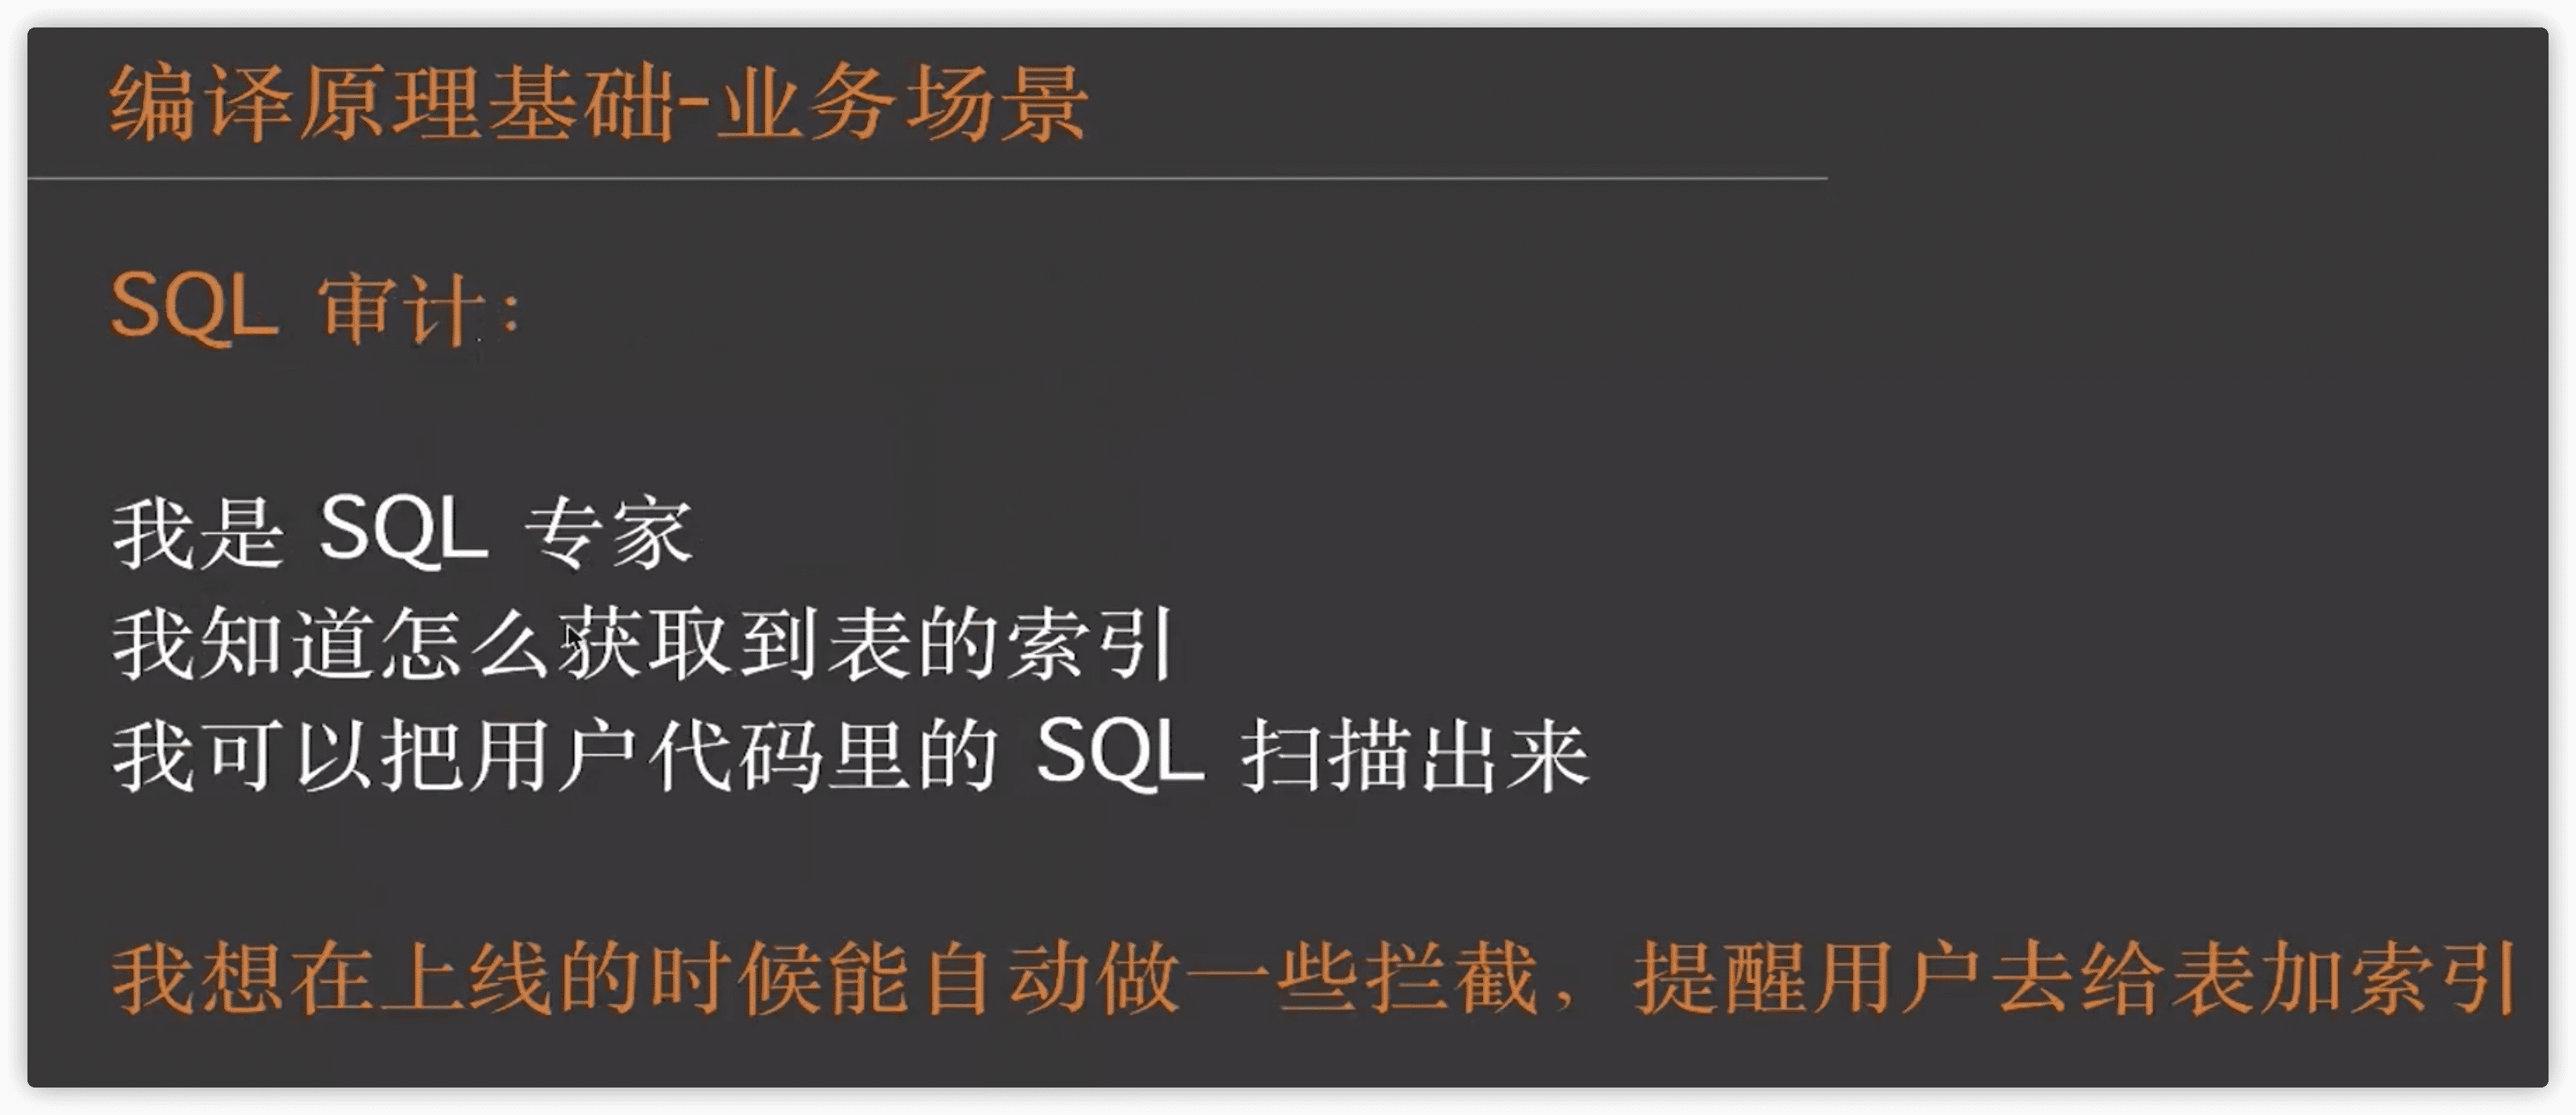 编译原理基础-业务场景
SQL 审计：
我是 SQL 专家
我知道怎么获取到表的索引
我可以把用户代码里的 SQL 扫描出来
我想在上线的时候能自动做一些拦截，提醒用户去给表加索引